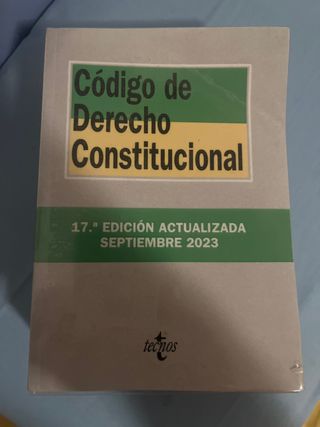 Código de
Derecho
Constitucional
17.ª EDICIÓN ACTUALIZADA
SEPTIEMBRE 2023
tecnos